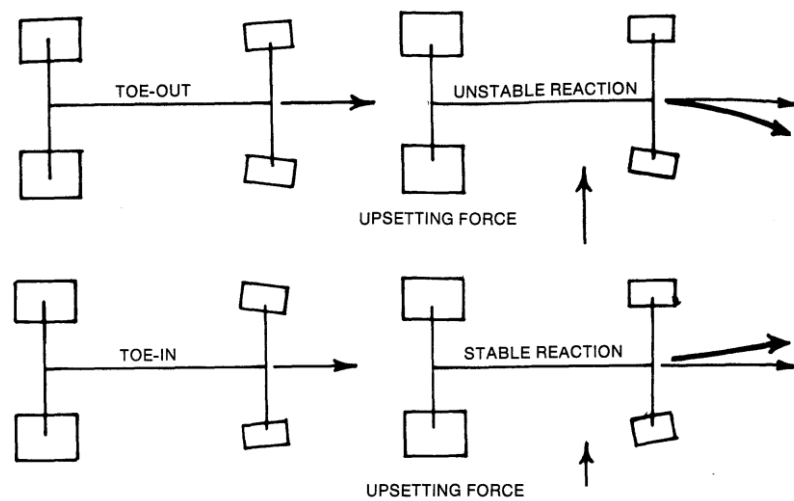 TOE-OUT
UNSTABLE REACTION
UPSETTING FORCE
TOE-IN
STABLE REACTION
UPSETTING FORCE